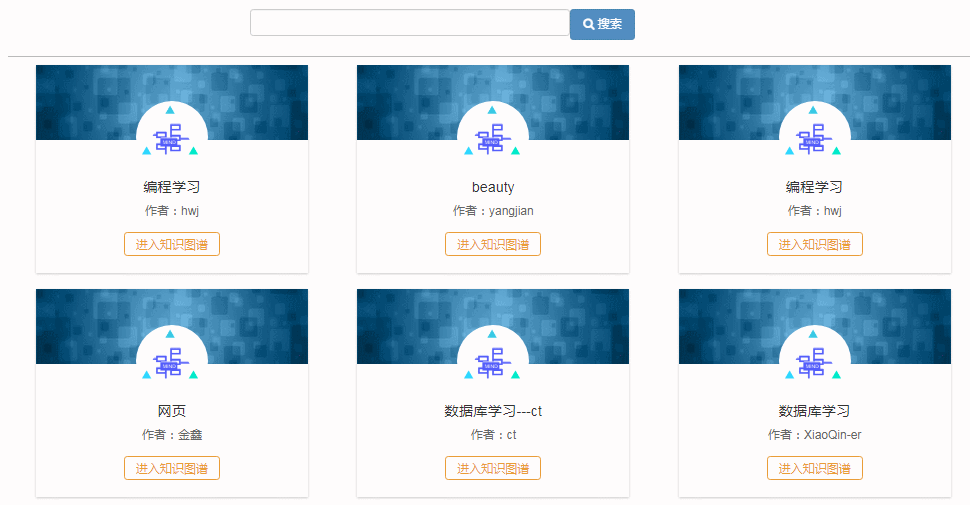 搜索
编程学习
作者：hwj
进入知识图谱
beauty
作者：yangjian
进入知识图谱
编程学习
作者：hwj
进入知识图谱
网页
作者：金鑫
进入知识图谱
数据库学习---ct
作者：ct
进入知识图谱
数据库学习
作者：XiaoQin-er
进入知识图谱